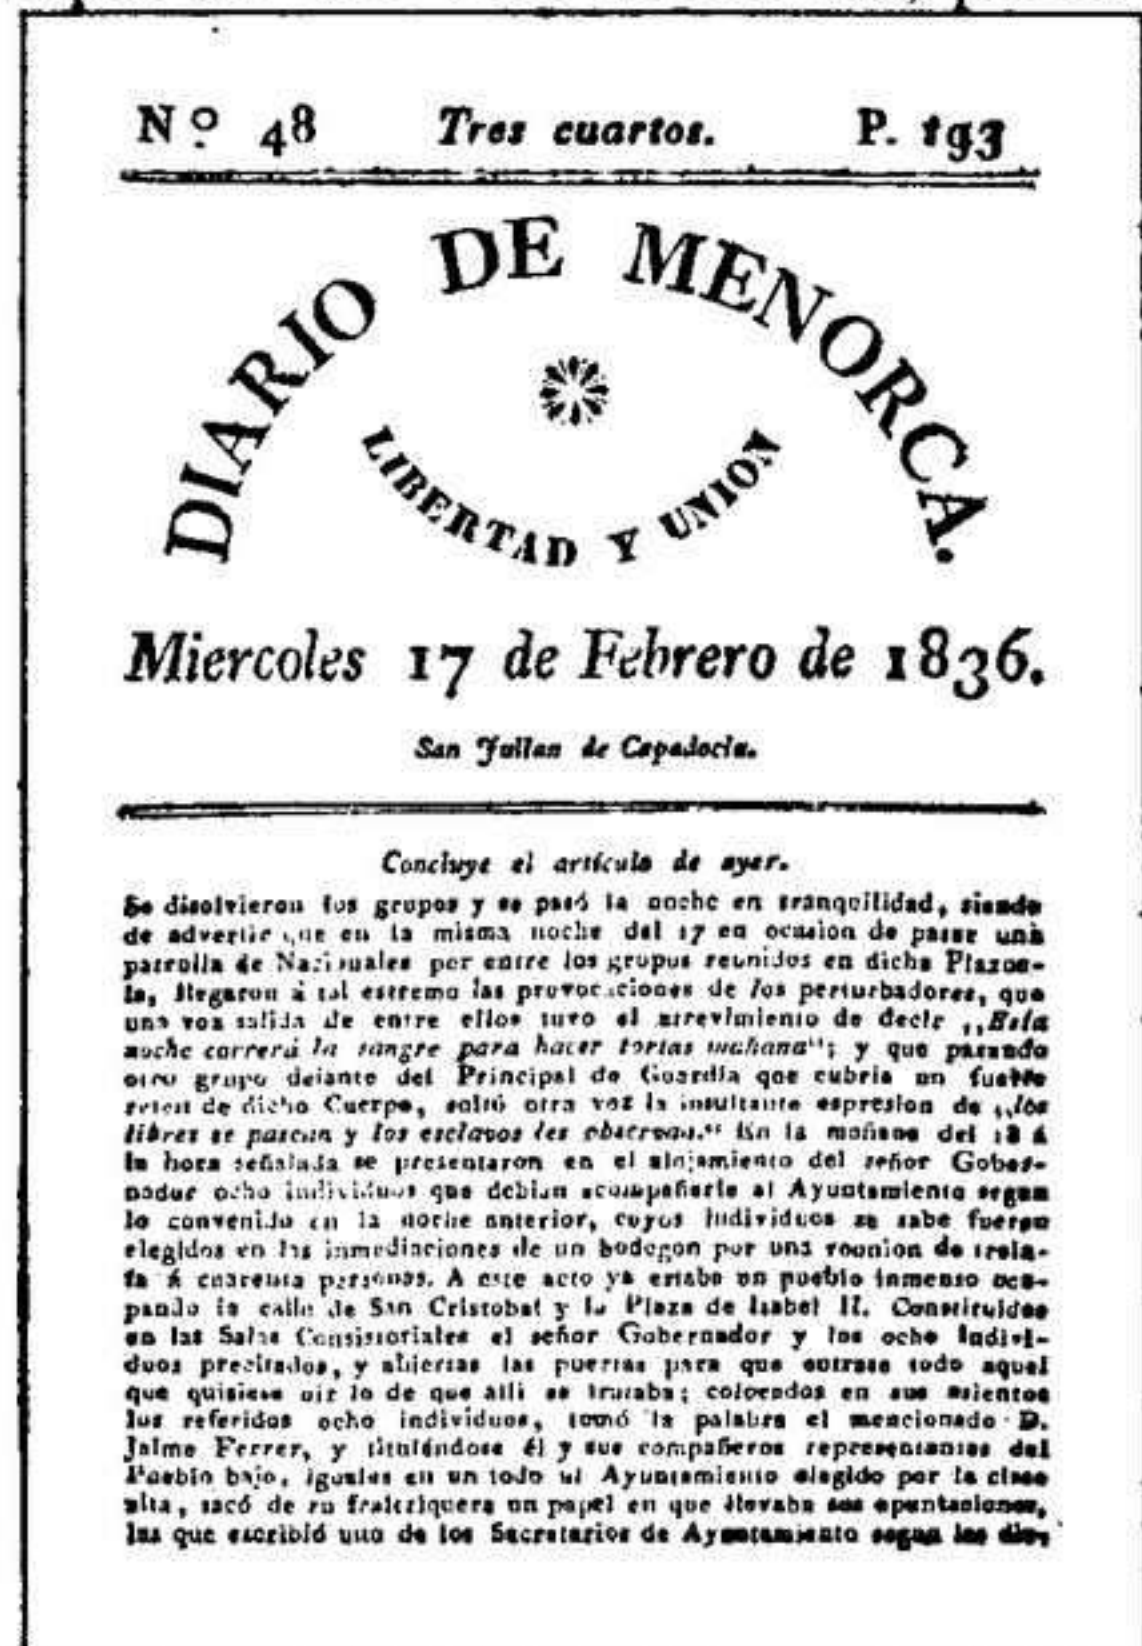 Nº 48 Tres cuartos. P. 193
DIARIO DE MENORCA.
LIBERTAD Y UNION
Miercoles 17 de Febrero de 1836.
San Julian de Capadocia.
Concluye el artículo de ayer.
Se disolvieron los grupos y se pasó la noche en tranquilidad, siendo
de advertir que en la misma noche del 17 en ocasion de pasar una
patrulla de Nacionales por entre los grupos reunidos en dicha Plazoe-
la, llegaron á tal estremo las provocaciones de los perturbadores, que
una voz salida de entre ellos tuvo el atrevimiento de decir ,,Esta
noche correrá la sangre para hacer tortas mañana"; y que pasando
otro grupo delante del Principal de Guardia que cubria un fuerte
reten de dicho Cuerpo, soltó otra voz la insultante espresion de ,,los
libres se pasean y los esclavos les observan." En la mañana del 18 á
la hora señalada se presentaron en el alojamiento del señor Gober-
nador ocho individuos que debian acompañarle al Ayuntamiento segun
lo convenido en la noche anterior, cuyos individuos se sabe fueron
elegidos en las inmediaciones de un bodegon por una reunion de trein-
ta á cuarenta personas. A este acto ya estaba un pueblo inmenso ocu-
pando la calle de San Cristobal y la Plaza de Isabel II. Constituidos
en las Salas Consistoriales el señor Gobernador y los ocho indivi-
duos precitados, y abiertas las puertas para que entrase todo aquel
que quisiese oir lo de que alli se trataba; colocados en sus asientos
los referidos ocho individuos, tomó la palabra el mencionado D.
Jaime Ferrer, y titulándose él y sus compañeros representantes del
Pueblo bajo, iguales en un todo al Ayuntamiento elegido por la clase
alta, sacó de su fraltriquera un papel en que llevaba sus apuntaciones,
las que escribió uno de los Secretarios de Ayuntamiento segun las